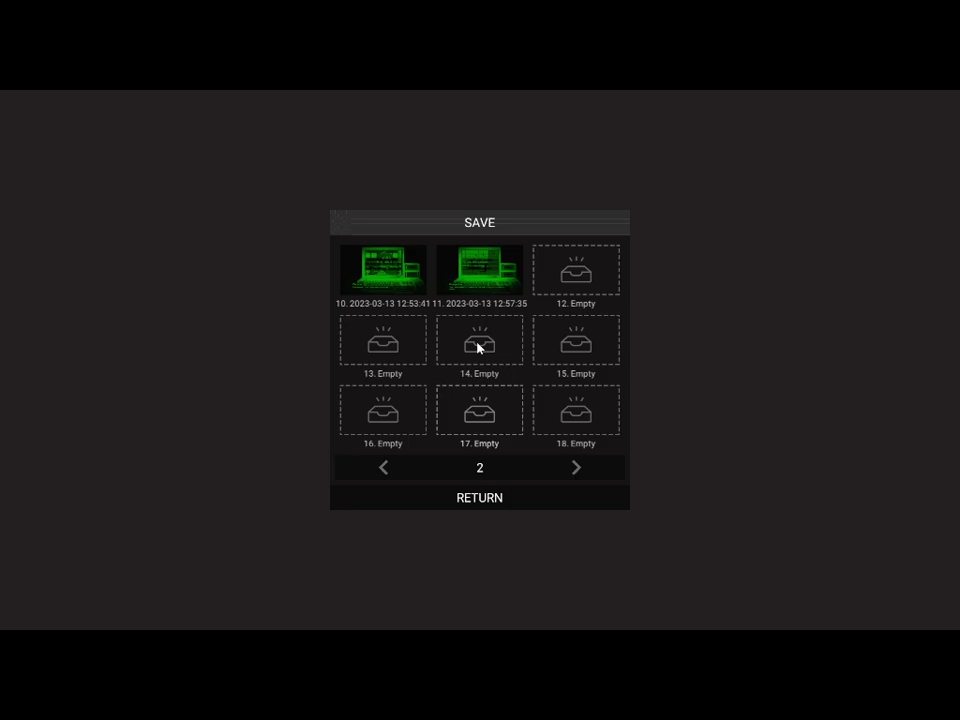 SAVE
10. 2023-03-13 12:53:41 11. 2023-03-13 12:57:35 12. Empty
13. Empty 14. Empty 15. Empty
16. Empty 17. Empty 18. Empty
2
RETURN